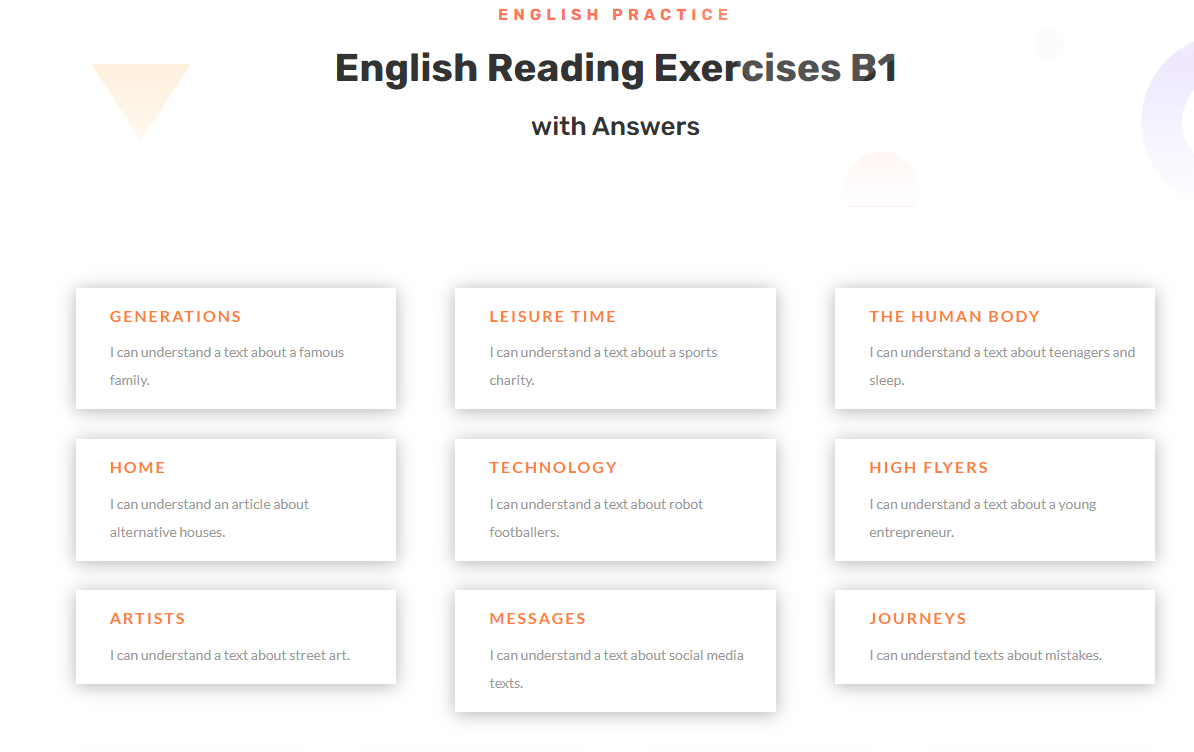 ENGLISH PRACTICE
English Reading Exercises B1
with Answers
GENERATIONS
I can understand a text about a famous
family.
LEISURE TIME
I can understand a text about a sports
charity.
THE HUMAN BODY
I can understand a text about teenagers and
sleep.
HOME
I can understand an article about
alternative houses.
TECHNOLOGY
I can understand a text about robot
footballers.
HIGH FLYERS
I can understand a text about a young
entrepreneur.
ARTISTS
I can understand a text about street art.
MESSAGES
I can understand a text about social media
texts.
JOURNEYS
I can understand texts about mistakes.